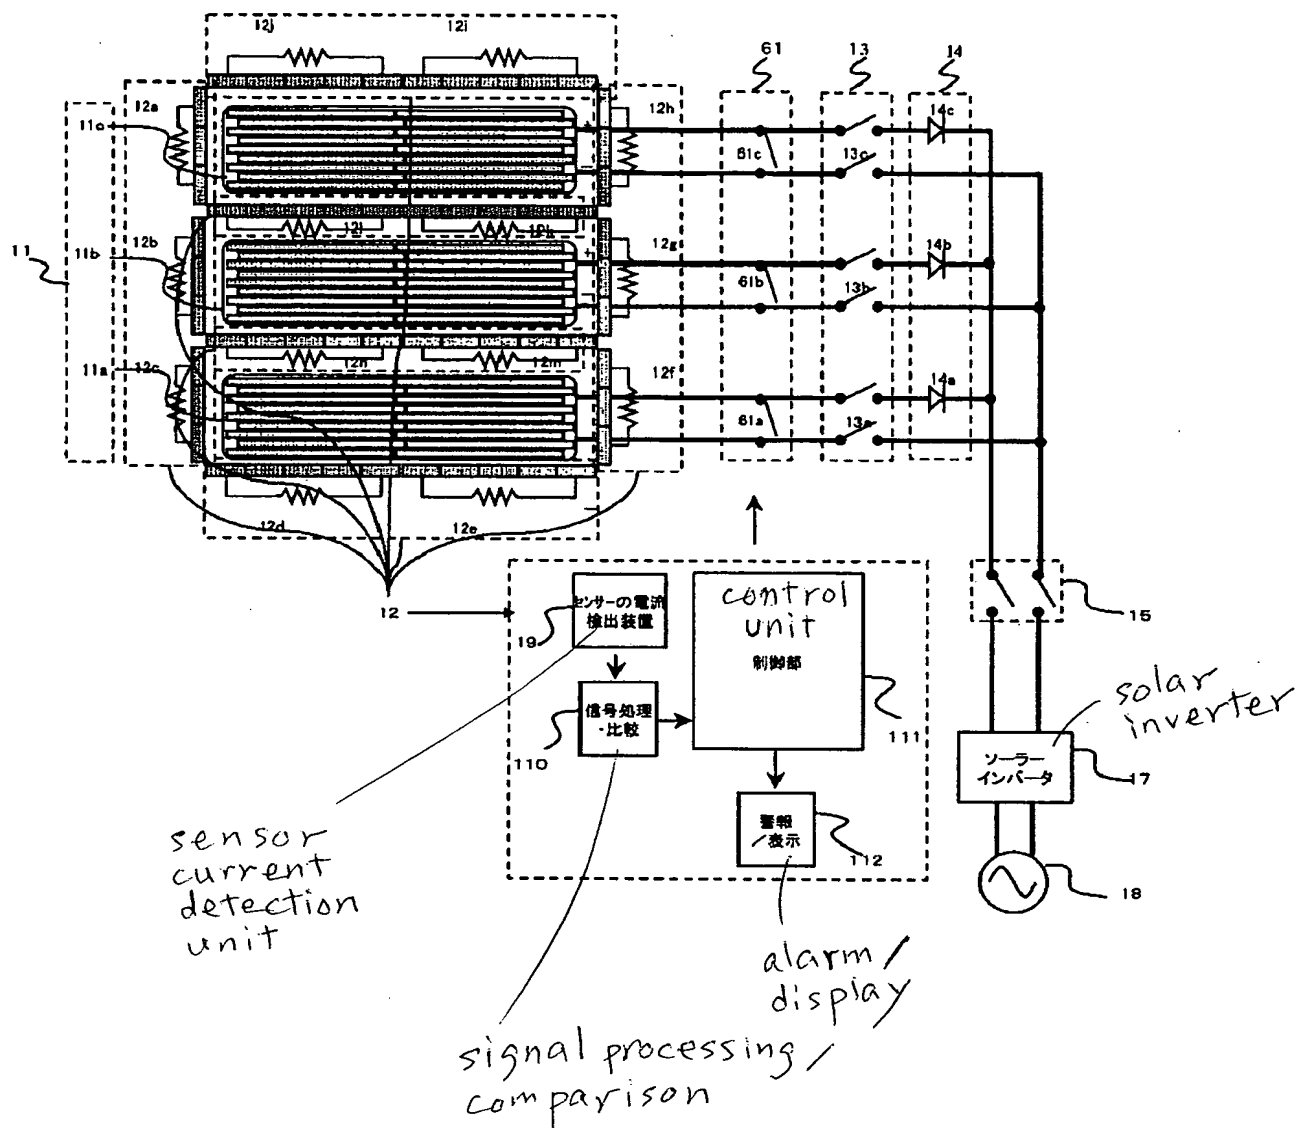 12j
12i
61
13
14
12a
12h
14c
11c
+
61c
13c
12l
12k
11
12b
12g
14b
11b
+
61b
13b
12n
12m
12f
14a
11a
12c
61a
13a
12d
12e
12
15
19
センサーの電流
検出装置
control
unit
制御部
solar
inverter
110
信号処理
・比較
111
ソーラー
インバータ
17
警報
／表示
112
18
sensor
current
detection
unit
alarm/
display
signal processing/
comparison